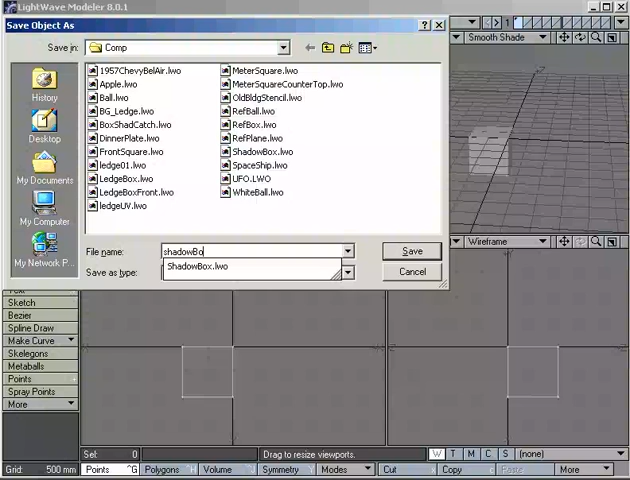 LightWave Modeler 8.0.1
Save Object As
Save in:
Comp
1957ChevyBelAir.lwo
Apple.lwo
Ball.lwo
BG_Ledge.lwo
BoxShadCatch.lwo
DinnerPlate.lwo
FrontSquare.lwo
ledge01.lwo
LedgeBox.lwo
LedgeBoxFront.lwo
ledgeUV.lwo
MeterSquare.lwo
MeterSquareCounterTop.lwo
OldBldgStencil.lwo
RefBall.lwo
RefBox.lwo
RefPlane.lwo
ShadowBox.lwo
SpaceShip.lwo
UFO.LWO
WhiteBall.lwo
History
Desktop
My Documents
My Computer
My Network P...
File name:
shadowBo
Save
ShadowBox.lwo
Save as type:
Cancel
Smooth Shade
Wireframe
Sketch
Bezier
Spline Draw
Make Curve
Skelegons
Metaballs
Points
Spray Points
More
Sel: 0
Drag to resize viewports.
W T M C S (none)
Grid: 500 mm
Points ^G
Polygons ^H
Volume ^J
Symmetry ^Y
Modes
Cut
Copy
Paste
More